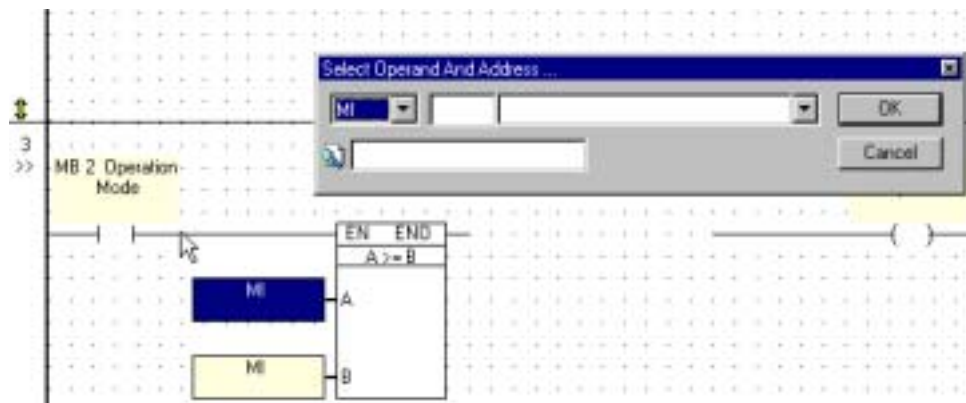 Select Operand And Address ...
MI
OK
Cancel
3
>>
MB 2 Operation
Mode
EN END
A >= B
MI
A
MI
B